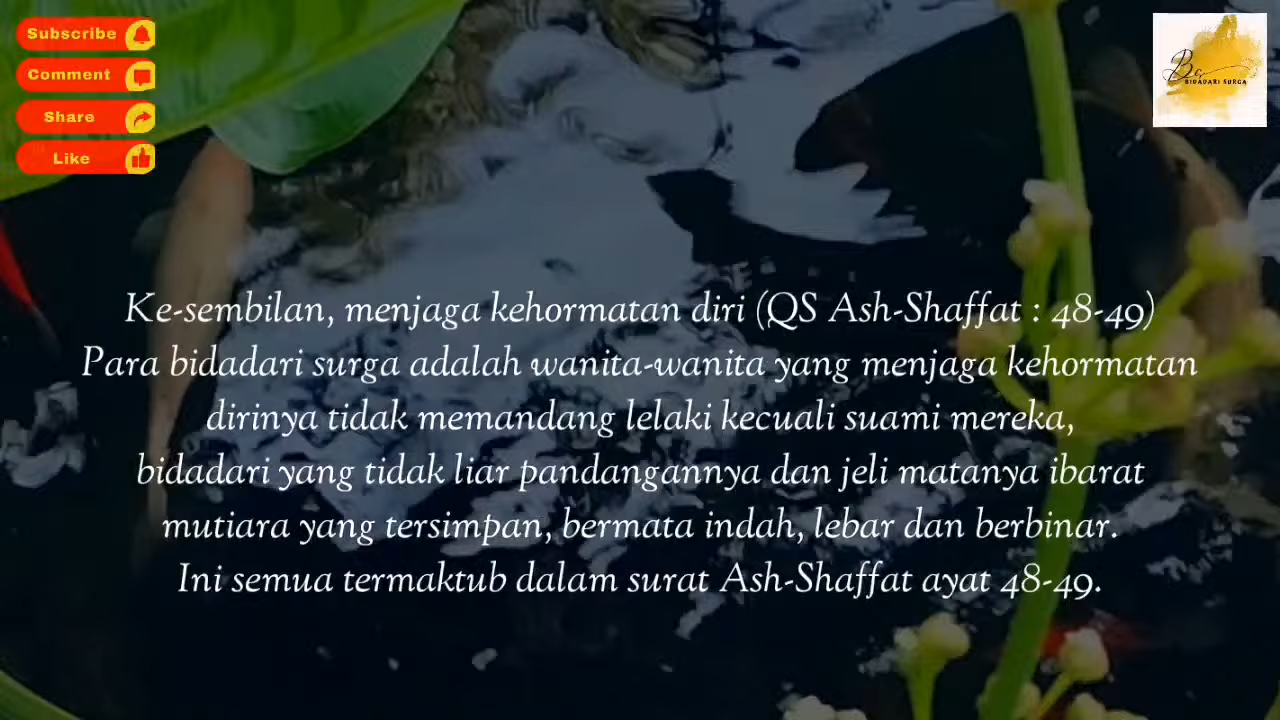 Subscribe
Comment
Share
Like
Bs
BIDADARI SURGA
Ke-sembilan, menjaga kehormatan diri (QS Ash-Shaffat : 48-49)
Para bidadari surga adalah wanita-wanita yang menjaga kehormatan
dirinya tidak memandang lelaki kecuali suami mereka,
bidadari yang tidak liar pandangannya dan jeli matanya ibarat
mutiara yang tersimpan, bermata indah, lebar dan berbinar.
Ini semua termaktub dalam surat Ash-Shaffat ayat 48-49.